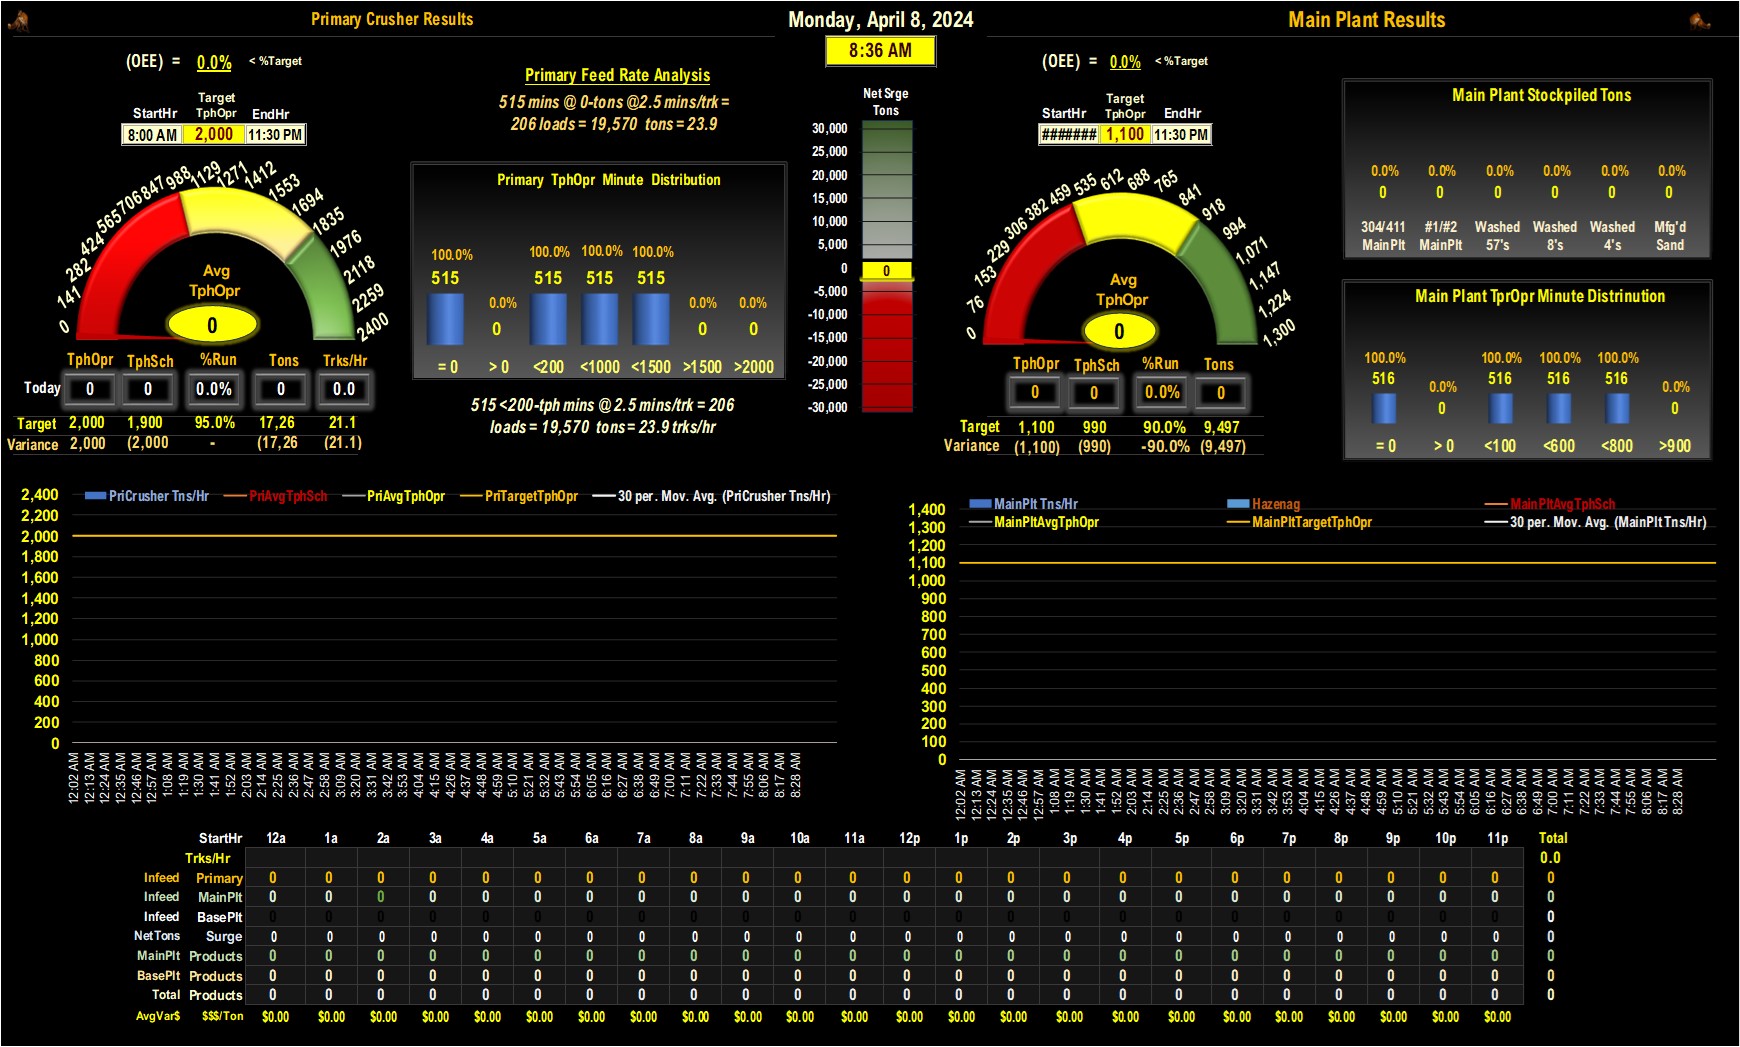 Primary Crusher Results
Monday, April 8, 2024
Main Plant Results
8:36 AM
(OEE) = 0.0% < %Target
Target
StartHr TphOpr EndHr
8:00 AM 2,000 11:30 PM
0 141 282 424 565 706 847 988 1129 1271 1412 1553 1694 1835 1976 2118 2259 2400
Avg
TphOpr
0
TphOpr TphSch %Run Tons Trks/Hr
Today 0 0 0.0% 0 0.0
Target 2,000 1,900 95.0% 17,26 21.1
Variance 2,000 (2,000 - (17,26 (21.1)
Primary Feed Rate Analysis
515 mins @ 0-tons @2.5 mins/trk =
206 loads = 19,570 tons = 23.9
Primary TphOpr Minute Distribution
100.0% 100.0% 100.0% 100.0%
515 515 515 515
0.0% 0.0% 0.0%
0 0 0
= 0 > 0 <200 <1000 <1500 >1500 >2000
515 <200-tph mins @ 2.5 mins/trk = 206
loads = 19,570 tons = 23.9 trks/hr
Net Srge
Tons
30,000
25,000
20,000
15,000
10,000
5,000
0 0
-5,000
-10,000
-15,000
-20,000
-25,000
-30,000
(OEE) = 0.0% < %Target
Target
StartHr TphOpr EndHr
####### 1,100 11:30 PM
0 76 153 229 306 382 459 535 612 688 765 841 918 994 1,071 1,147 1,224 1,300
Avg
TphOpr
0
TphOpr TphSch %Run Tons
0 0 0.0% 0
Target 1,100 990 90.0% 9,497
Variance (1,100) (990) -90.0% (9,497)
Main Plant Stockpiled Tons
0.0% 0.0% 0.0% 0.0% 0.0% 0.0%
0 0 0 0 0 0
304/411 #1/#2 Washed Washed Washed Mfg'd
MainPlt MainPlt 57's 8's 4's Sand
Main Plant TprOpr Minute Distrinution
100.0% 100.0% 100.0% 100.0%
516 516 516 516
0.0% 0.0%
0 0
= 0 > 0 <100 <600 <800 >900
PriCrusher Tns/Hr PriAvgTphSch PriAvgTphOpr PriTargetTphOpr 30 per. Mov. Avg. (PriCrusher Tns/Hr)
2,400
2,200
2,000
1,800
1,600
1,400
1,200
1,000
800
600
400
200
0
12:02 AM 12:13 AM 12:24 AM 12:35 AM 12:46 AM 12:57 AM 1:08 AM 1:19 AM 1:30 AM 1:41 AM 1:52 AM 2:03 AM 2:14 AM 2:25 AM 2:36 AM 2:47 AM 2:58 AM 3:09 AM 3:20 AM 3:31 AM 3:42 AM 3:53 AM 4:04 AM 4:15 AM 4:26 AM 4:37 AM 4:48 AM 4:59 AM 5:10 AM 5:21 AM 5:32 AM 5:43 AM 5:54 AM 6:05 AM 6:16 AM 6:27 AM 6:38 AM 6:49 AM 7:00 AM 7:11 AM 7:22 AM 7:33 AM 7:44 AM 7:55 AM 8:06 AM 8:17 AM 8:28 AM
MainPlt Tns/Hr Hazenag MainPltAvgTphSch
MainPltAvgTphOpr MainPltTargetTphOpr 30 per. Mov. Avg. (MainPlt Tns/Hr)
1,400
1,300
1,200
1,100
1,000
900
800
700
600
500
400
300
200
100
0
12:02 AM 12:13 AM 12:24 AM 12:35 AM 12:46 AM 12:57 AM 1:08 AM 1:19 AM 1:30 AM 1:41 AM 1:52 AM 2:03 AM 2:14 AM 2:25 AM 2:36 AM 2:47 AM 2:58 AM 3:09 AM 3:20 AM 3:31 AM 3:42 AM 3:53 AM 4:04 AM 4:15 AM 4:26 AM 4:37 AM 4:48 AM 4:59 AM 5:10 AM 5:21 AM 5:32 AM 5:43 AM 5:54 AM 6:05 AM 6:16 AM 6:27 AM 6:38 AM 6:49 AM 7:00 AM 7:11 AM 7:22 AM 7:33 AM 7:44 AM 7:55 AM 8:06 AM 8:17 AM 8:28 AM
StartHr 12a 1a 2a 3a 4a 5a 6a 7a 8a 9a 10a 11a 12p 1p 2p 3p 4p 5p 6p 7p 8p 9p 10p 11p Total
Trks/Hr 0.0
Infeed Primary 0 0 0 0 0 0 0 0 0 0 0 0 0 0 0 0 0 0 0 0 0 0 0 0 0
Infeed MainPlt 0 0 0 0 0 0 0 0 0 0 0 0 0 0 0 0 0 0 0 0 0 0 0 0 0
Infeed BasePlt 0 0 0 0 0 0 0 0 0 0 0 0 0 0 0 0 0 0 0 0 0 0 0 0 0
NetTons Surge 0 0 0 0 0 0 0 0 0 0 0 0 0 0 0 0 0 0 0 0 0 0 0 0 0
MainPlt Products 0 0 0 0 0 0 0 0 0 0 0 0 0 0 0 0 0 0 0 0 0 0 0 0 0
BasePlt Products 0 0 0 0 0 0 0 0 0 0 0 0 0 0 0 0 0 0 0 0 0 0 0 0 0
Total Products 0 0 0 0 0 0 0 0 0 0 0 0 0 0 0 0 0 0 0 0 0 0 0 0 0
AvgVar$ $$$/Ton $0.00 $0.00 $0.00 $0.00 $0.00 $0.00 $0.00 $0.00 $0.00 $0.00 $0.00 $0.00 $0.00 $0.00 $0.00 $0.00 $0.00 $0.00 $0.00 $0.00 $0.00 $0.00 $0.00 $0.00